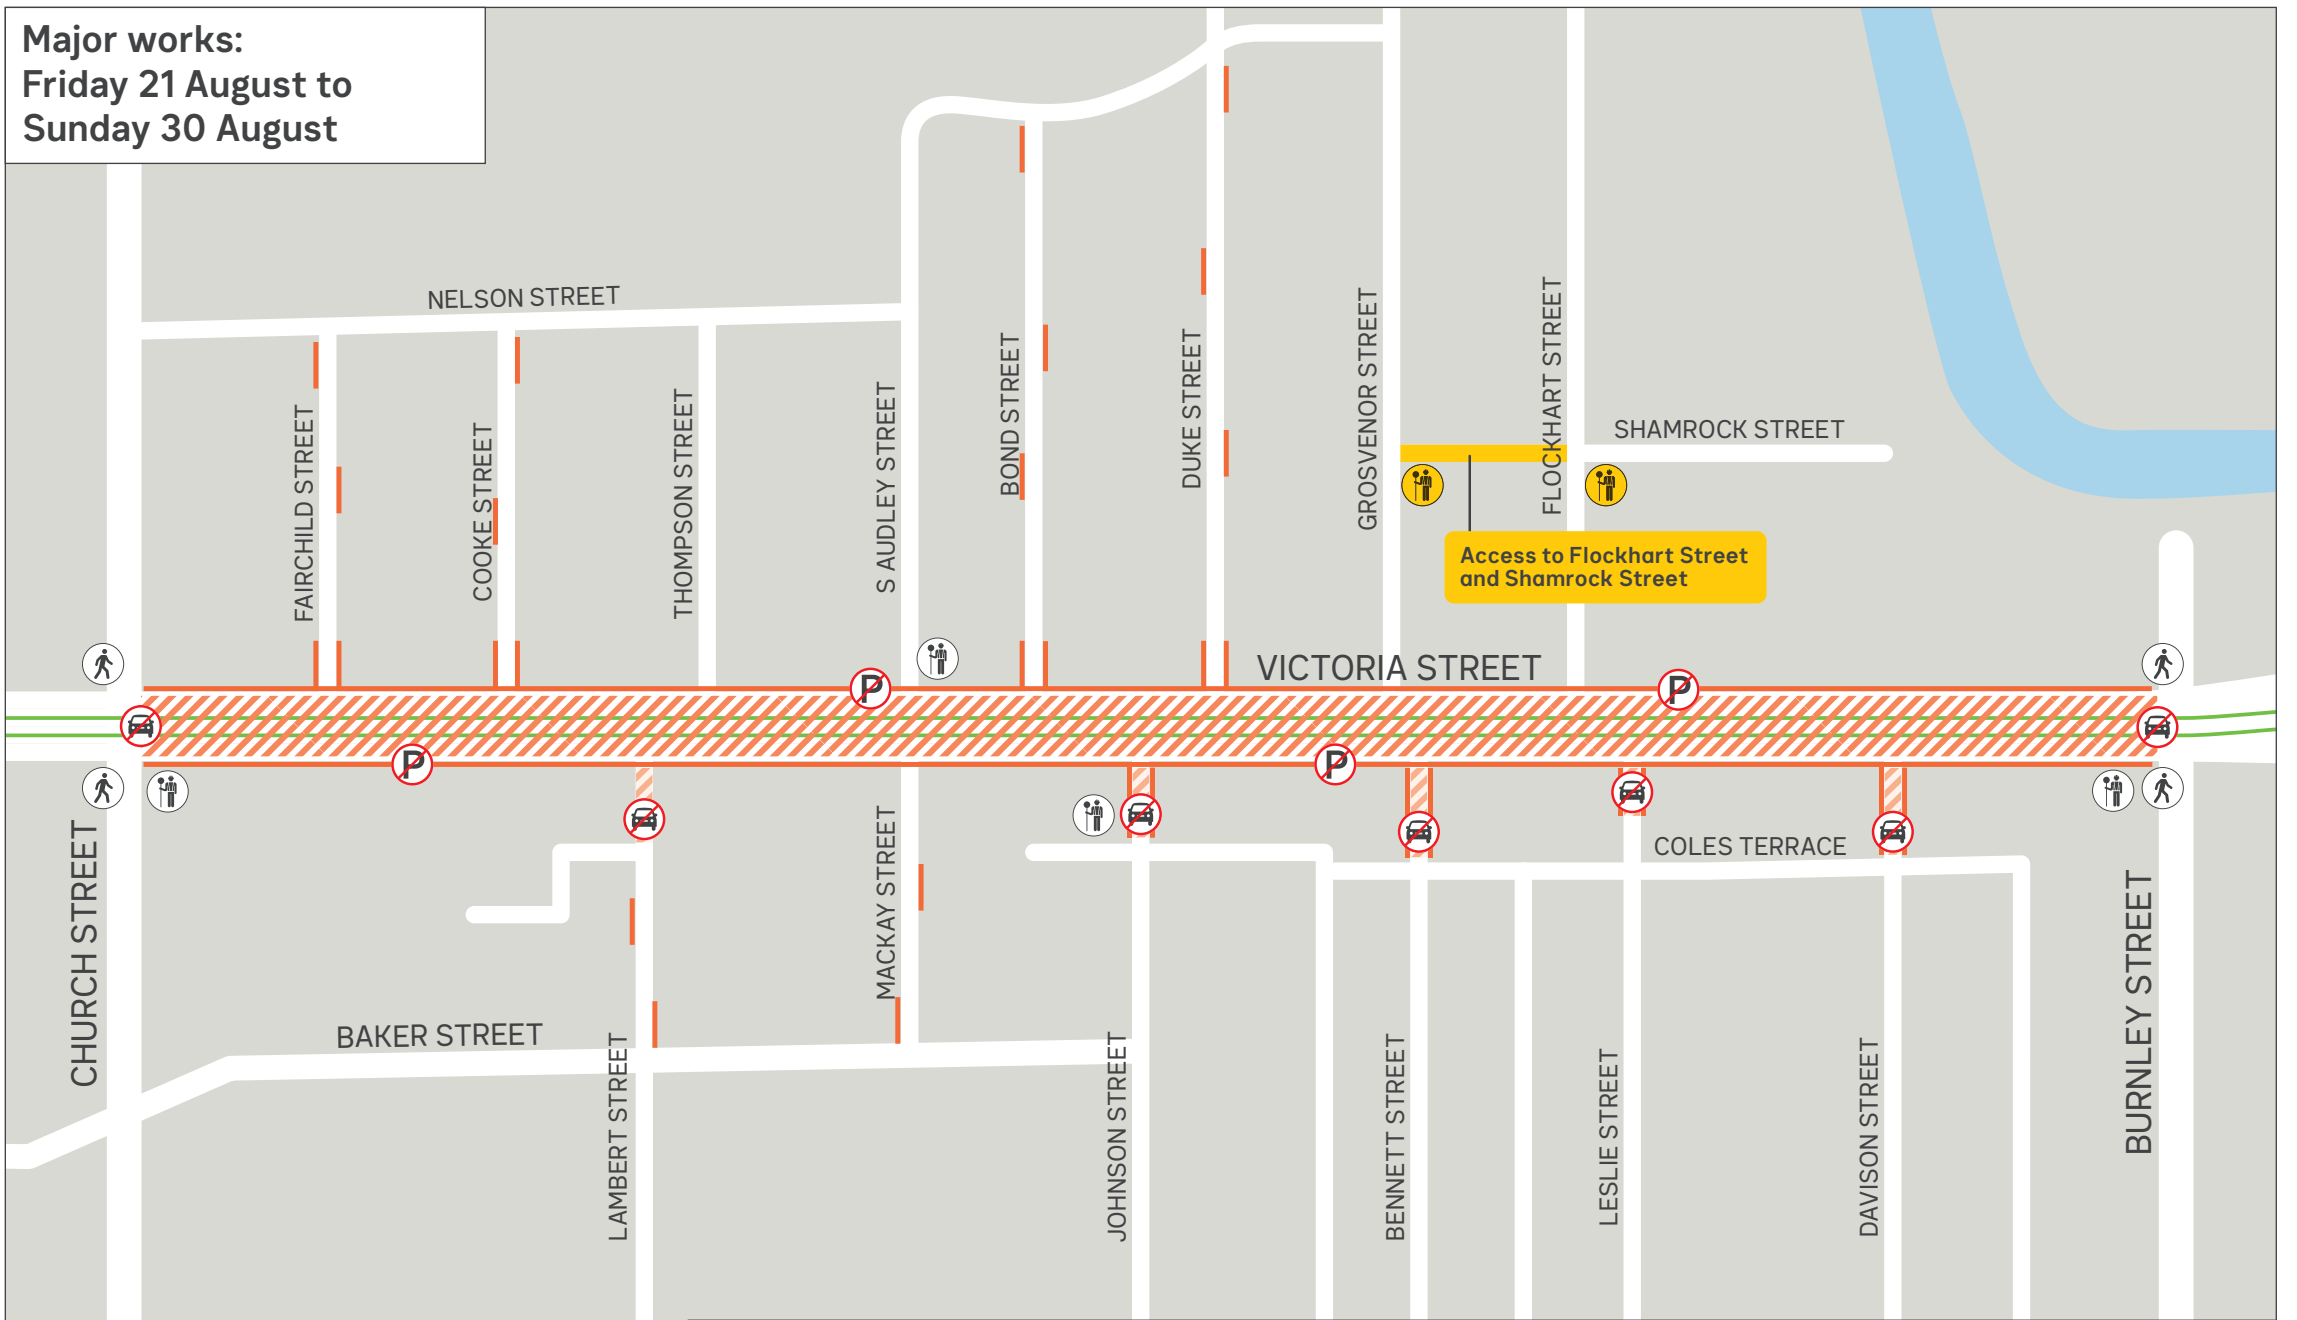 Major works:
Friday 21 August to
Sunday 30 August
NELSON STREET
FAIRCHILD STREET
COOKE STREET
THOMPSON STREET
S AUDLEY STREET
BOND STREET
DUKE STREET
GROSVENOR STREET
FLOCKHART STREET
SHAMROCK STREET
Access to Flockhart Street
and Shamrock Street
VICTORIA STREET
P
P
P
P
CHURCH STREET
BAKER STREET
LAMBERT STREET
MACKAY STREET
JOHNSON STREET
BENNETT STREET
LESLIE STREET
COLES TERRACE
DAVISON STREET
BURNLEY STREET